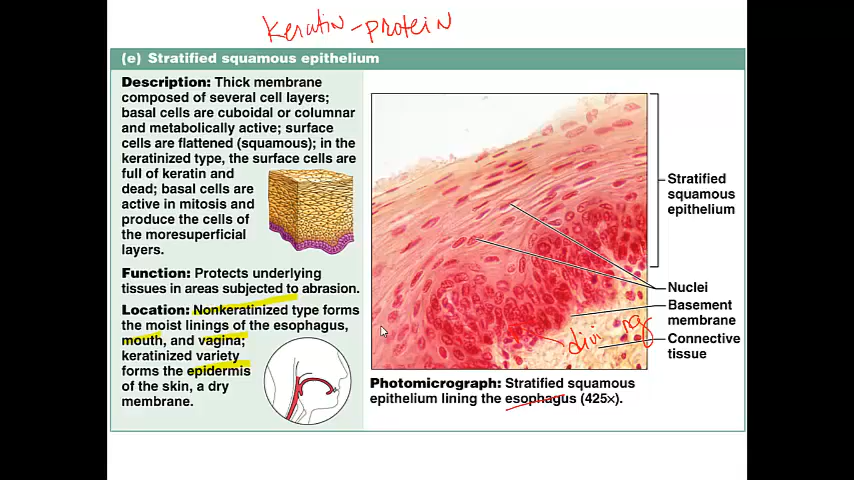 Keratin - protein
(e) Stratified squamous epithelium
Description: Thick membrane
composed of several cell layers;
basal cells are cuboidal or columnar
and metabolically active; surface
cells are flattened (squamous); in the
keratinized type, the surface cells are
full of keratin and
dead; basal cells are
active in mitosis and
produce the cells of
the moresuperficial
layers.
Function: Protects underlying
tissues in areas subjected to abrasion.
Location: Nonkeratinized type forms
the moist linings of the esophagus,
mouth, and vagina;
keratinized variety
forms the epidermis
of the skin, a dry
membrane.
Stratified
squamous
epithelium
Nuclei
Basement
membrane
Connective
tissue
Photomicrograph: Stratified squamous
epithelium lining the esophagus (425×).